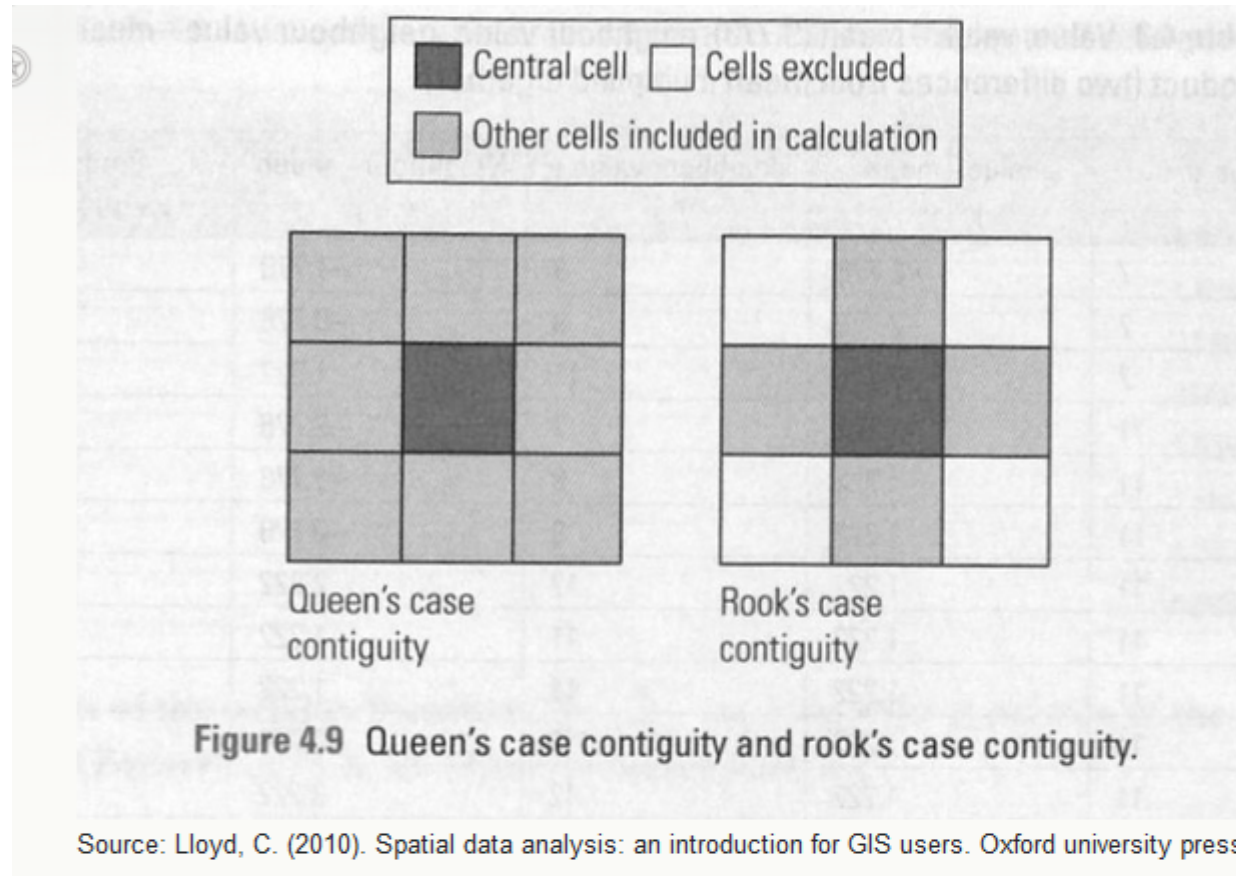 Central cell Cells excluded
Other cells included in calculation
Queen's case
contiguity
Rook's case
contiguity
Figure 4.9 Queen's case contiguity and rook's case contiguity.
Source: Lloyd, C. (2010). Spatial data analysis: an introduction for GIS users. Oxford university press